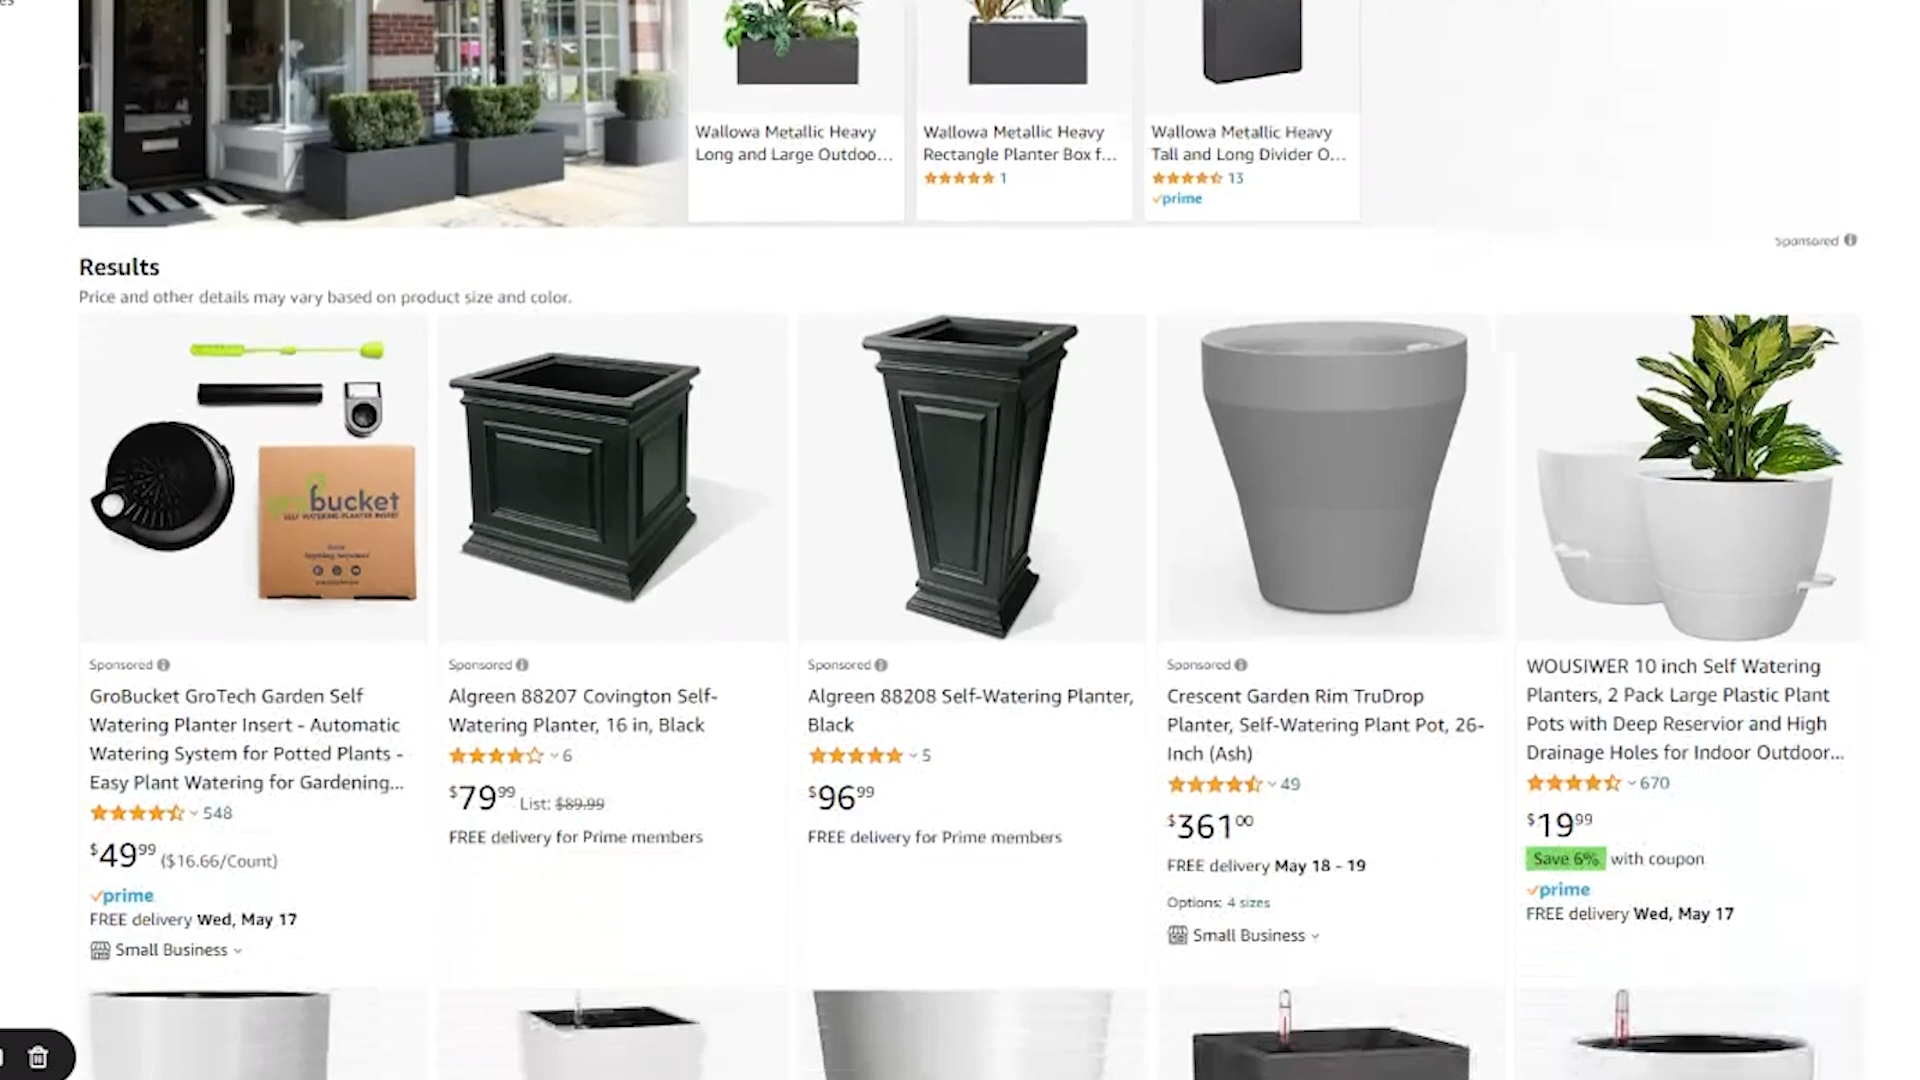 Wallowa Metallic Heavy
Long and Large Outdoo...
Wallowa Metallic Heavy
Rectangle Planter Box f...
1
Wallowa Metallic Heavy
Tall and Long Divider O...
13
prime
Sponsored
Results
Price and other details may vary based on product size and color.
bucket
SELF WATERING PLANTER INSERT
Sponsored
GroBucket GroTech Garden Self
Watering Planter Insert - Automatic
Watering System for Potted Plants -
Easy Plant Watering for Gardening...
548
$49.99 ($16.66/Count)
prime
FREE delivery Wed, May 17
Small Business
Sponsored
Algreen 88207 Covington Self-
Watering Planter, 16 in, Black
6
$79.99 List: $89.99
FREE delivery for Prime members
Sponsored
Algreen 88208 Self-Watering Planter,
Black
5
$96.99
FREE delivery for Prime members
Sponsored
Crescent Garden Rim TruDrop
Planter, Self-Watering Plant Pot, 26-
Inch (Ash)
49
$361.00
FREE delivery May 18 - 19
Options: 4 sizes
Small Business
WOUSIWER 10 inch Self Watering
Planters, 2 Pack Large Plastic Plant
Pots with Deep Reservior and High
Drainage Holes for Indoor Outdoor...
670
$19.99
Save 6% with coupon
prime
FREE delivery Wed, May 17